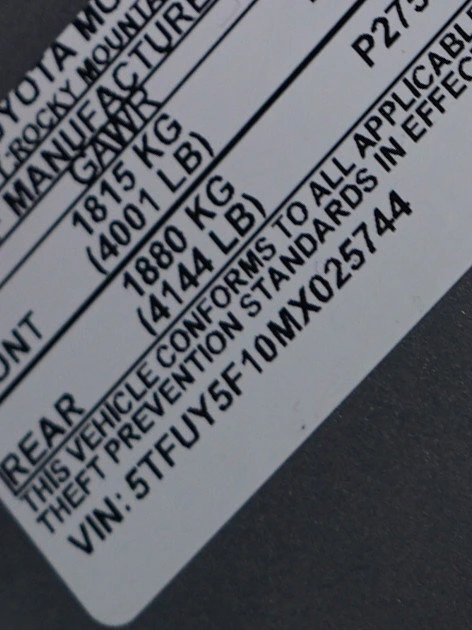 YOTA MO
Y-ROCKY MOUNTA
MANUFACTURE
GAWR
P275
1815 KG
(4001 LB)
ONT
1880 KG
(4144 LB)
REAR
THIS VEHICLE CONFORMS TO ALL APPLICABL
THEFT PREVENTION STANDARDS IN EFFEC
VIN: 5TFUY5F10MX025744